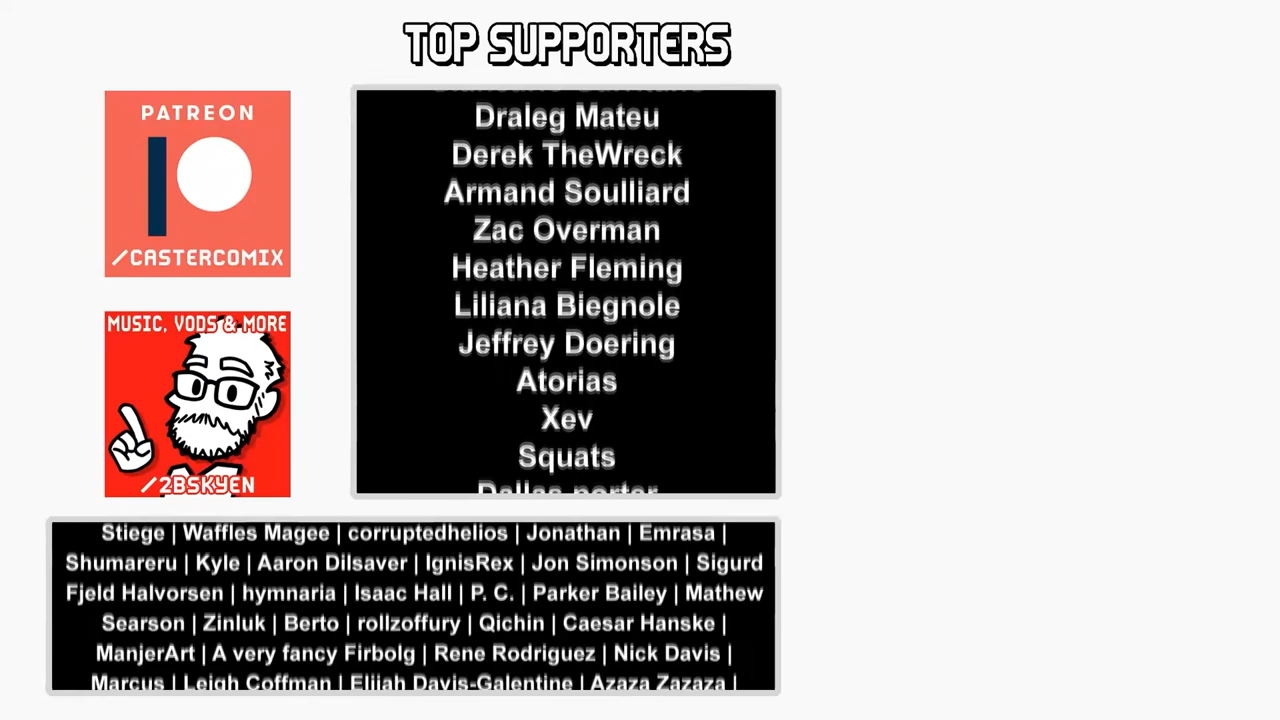 TOP SUPPORTERS
PATREON
/CASTERCOMIX
MUSIC, VODS & MORE
/2BSKYEN
Draleg Mateu
Derek TheWreck
Armand Soulliard
Zac Overman
Heather Fleming
Liliana Biegnole
Jeffrey Doering
Atorias
Xev
Squats
Dallas porter
Stiege | Waffles Magee | corruptedhelios | Jonathan | Emrasa |
Shumareru | Kyle | Aaron Dilsaver | IgnisRex | Jon Simonson | Sigurd
Fjeld Halvorsen | hymnaria | Isaac Hall | P. C. | Parker Bailey | Mathew
Searson | Zinluk | Berto | rollzoffury | Qichin | Caesar Hanske |
ManjerArt | A very fancy Firbolg | Rene Rodriguez | Nick Davis |
Marcus | Leigh Coffman | Elijah Davis-Galentine | Azaza Zazaza |